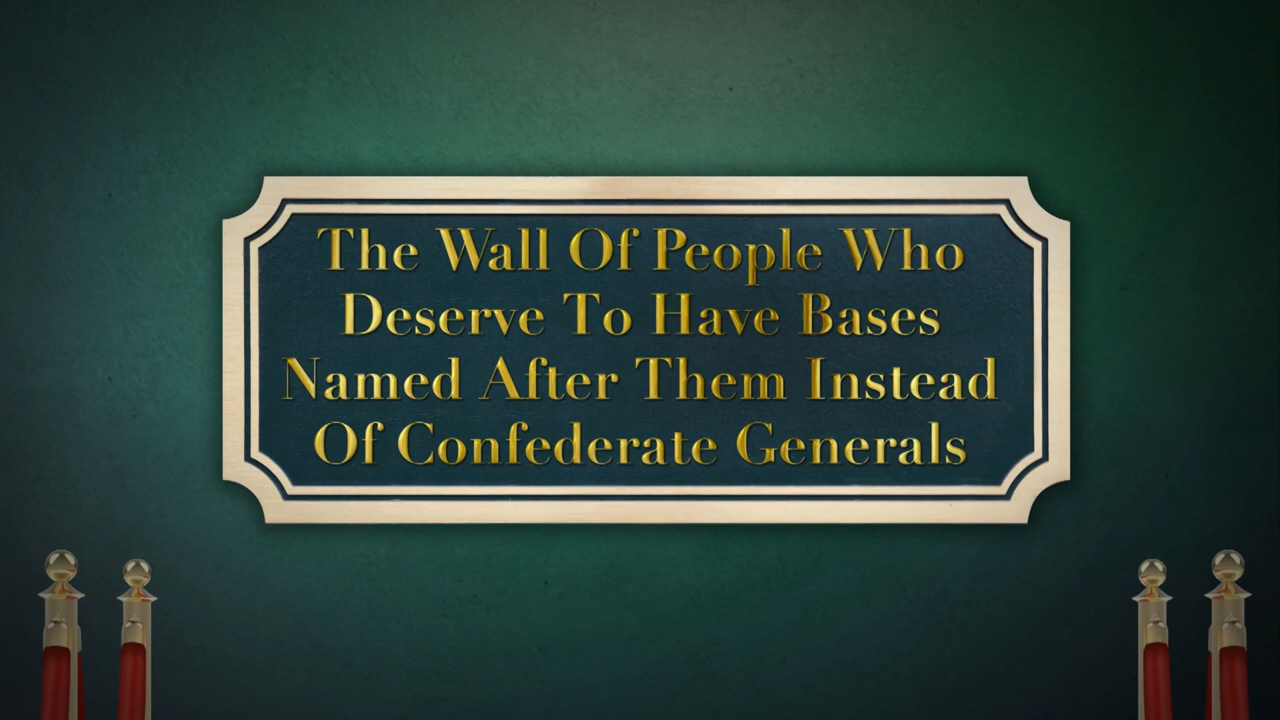 The Wall Of People Who
Deserve To Have Bases
Named After Them Instead
Of Confederate Generals